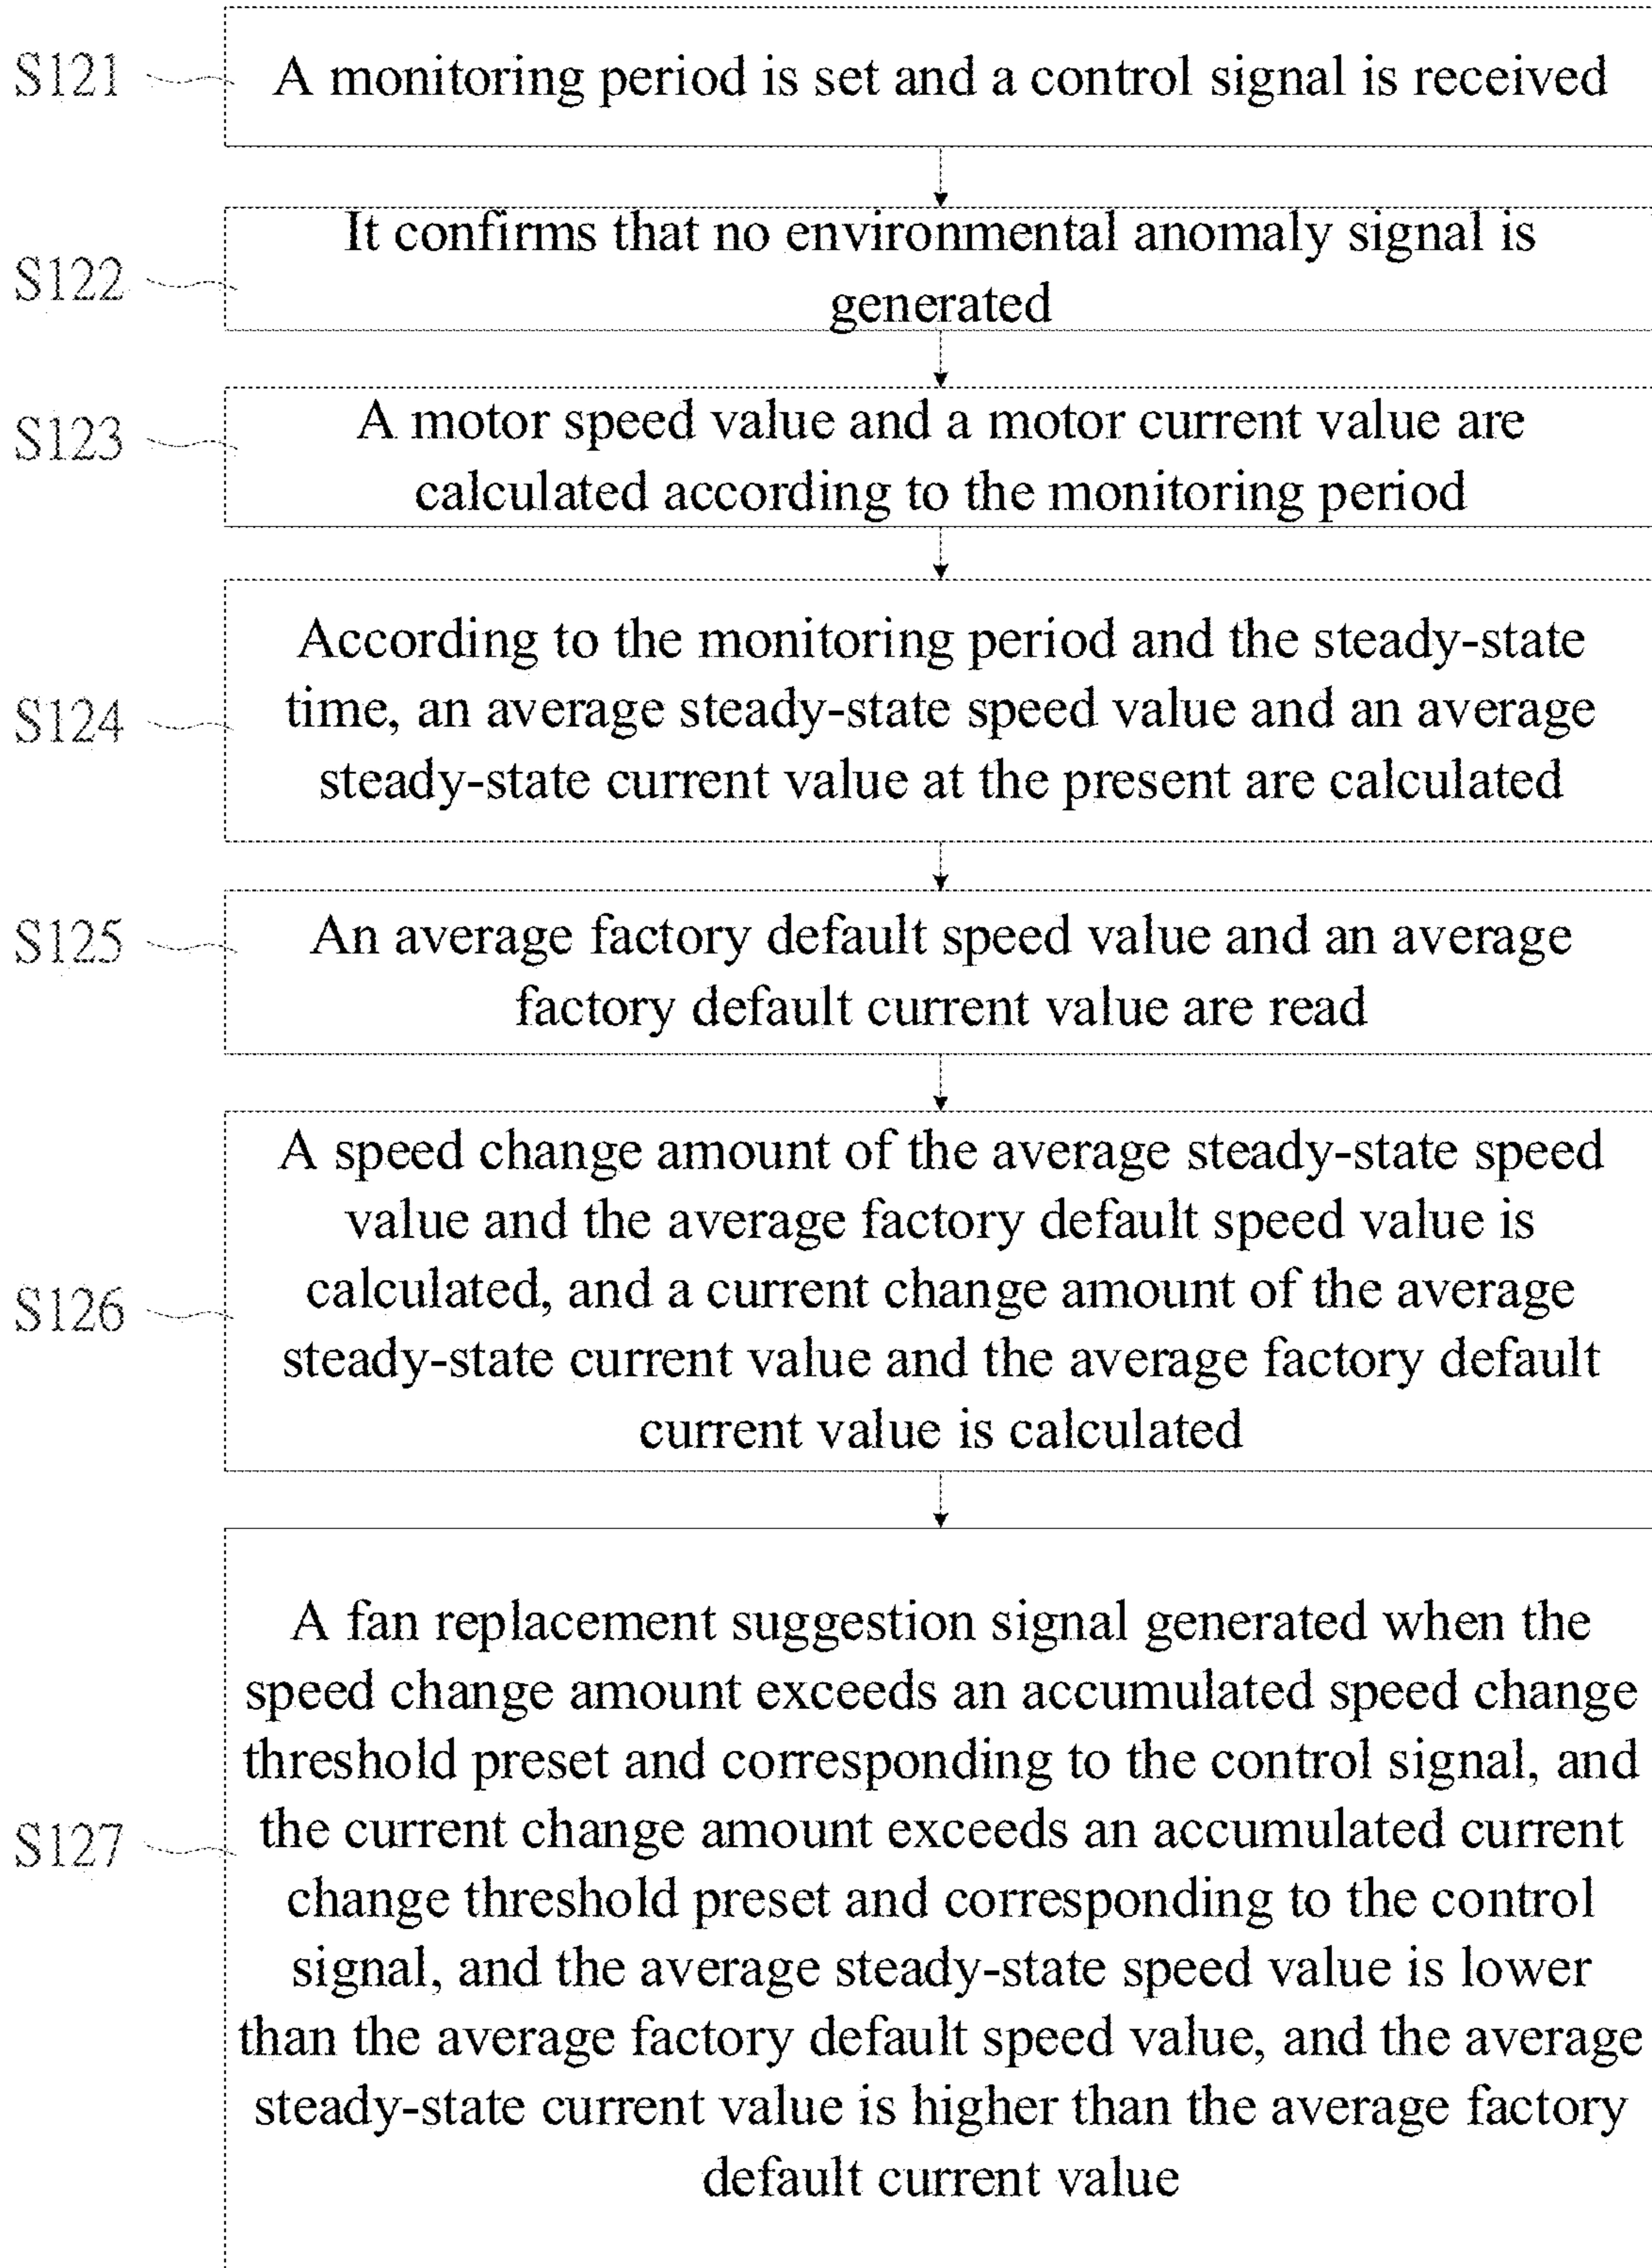 S121
A monitoring period is set and a control signal is received
S122
It confirms that no environmental anomaly signal is
generated
S123
A motor speed value and a motor current value are
calculated according to the monitoring period
S124
According to the monitoring period and the steady-state
time, an average steady-state speed value and an average
steady-state current value at the present are calculated
S125
An average factory default speed value and an average
factory default current value are read
S126
A speed change amount of the average steady-state speed
value and the average factory default speed value is
calculated, and a current change amount of the average
steady-state current value and the average factory default
current value is calculated
S127
A fan replacement suggestion signal generated when the
speed change amount exceeds an accumulated speed change
threshold preset and corresponding to the control signal, and
the current change amount exceeds an accumulated current
change threshold preset and corresponding to the control
signal, and the average steady-state speed value is lower
than the average factory default speed value, and the average
steady-state current value is higher than the average factory
default current value